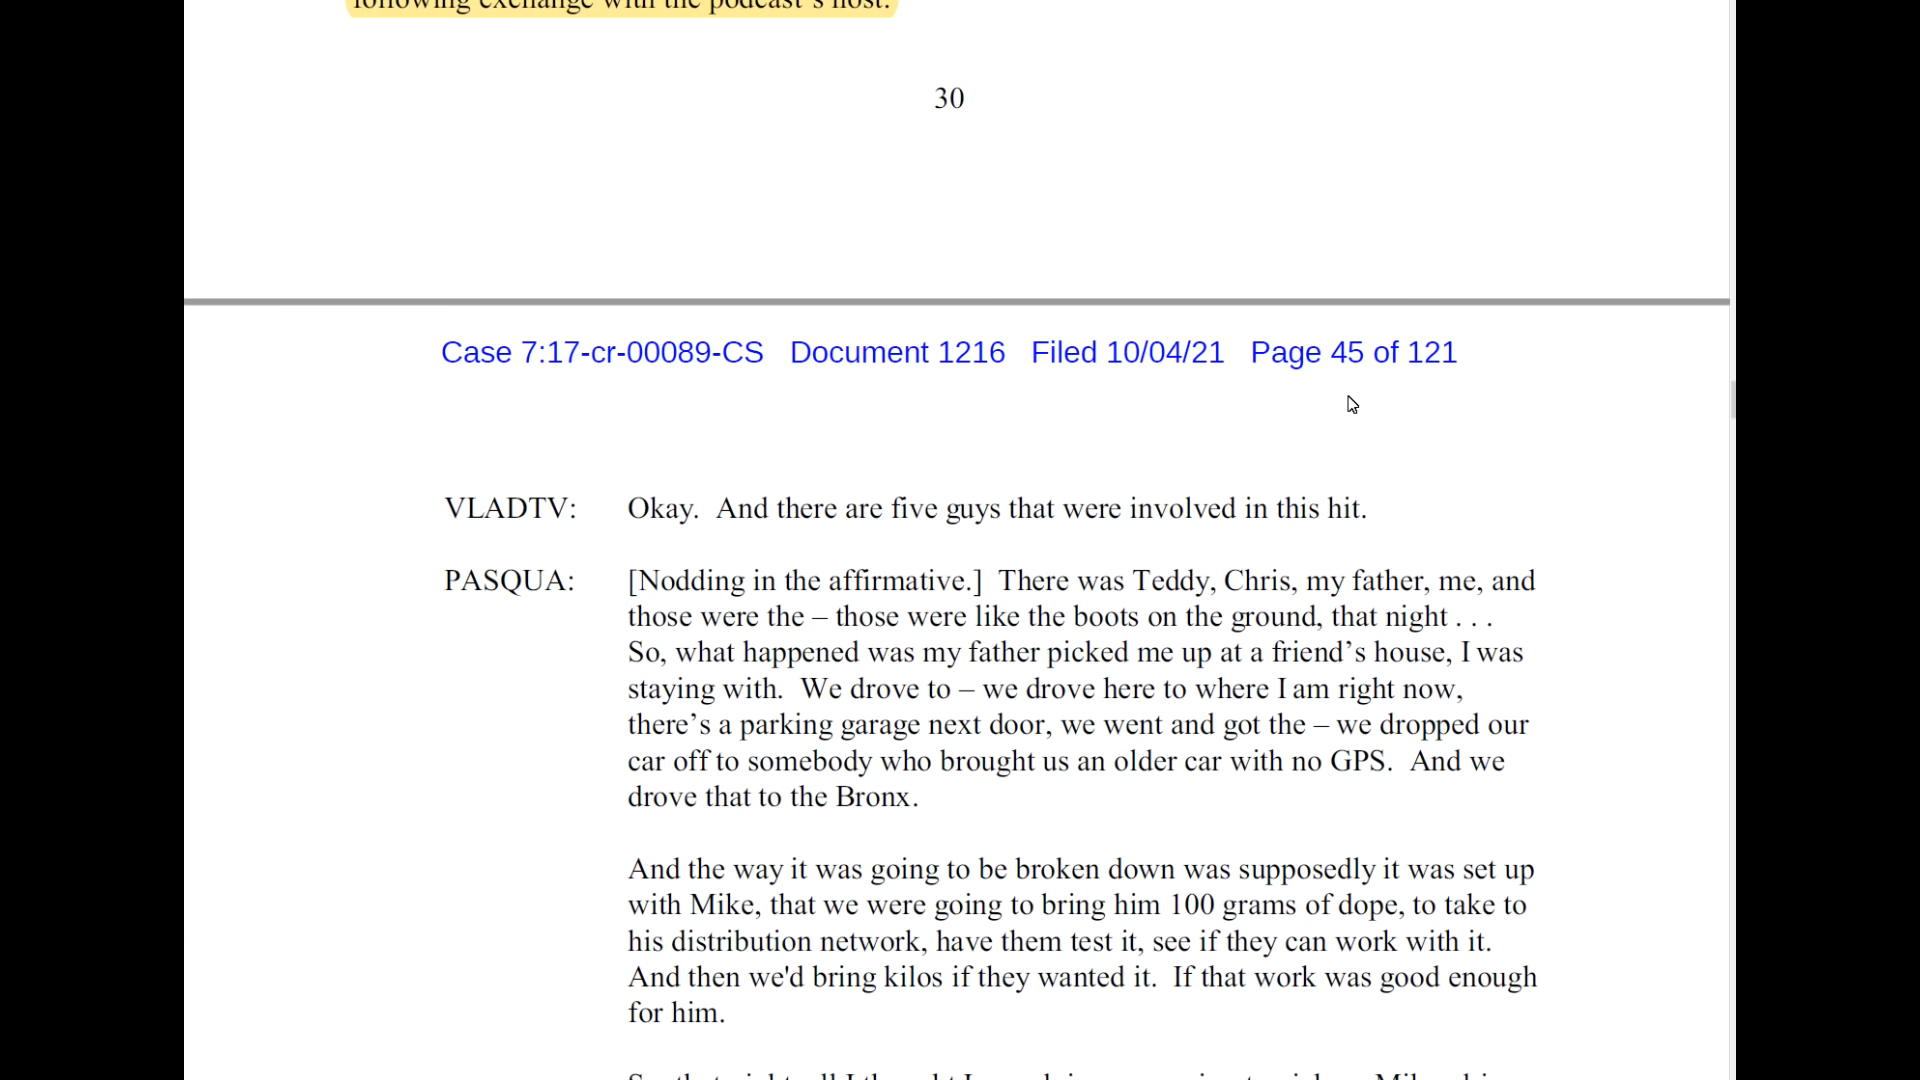 following exchange with the podcast's host:
30
Case 7:17-cr-00089-CS Document 1216 Filed 10/04/21 Page 45 of 121
VLADTV: Okay. And there are five guys that were involved in this hit.
PASQUA: [Nodding in the affirmative.] There was Teddy, Chris, my father, me, and
those were the – those were like the boots on the ground, that night . . .
So, what happened was my father picked me up at a friend's house, I was
staying with. We drove to – we drove here to where I am right now,
there's a parking garage next door, we went and got the – we dropped our
car off to somebody who brought us an older car with no GPS. And we
drove that to the Bronx.
And the way it was going to be broken down was supposedly it was set up
with Mike, that we were going to bring him 100 grams of dope, to take to
his distribution network, have them test it, see if they can work with it.
And then we'd bring kilos if they wanted it. If that work was good enough
for him.